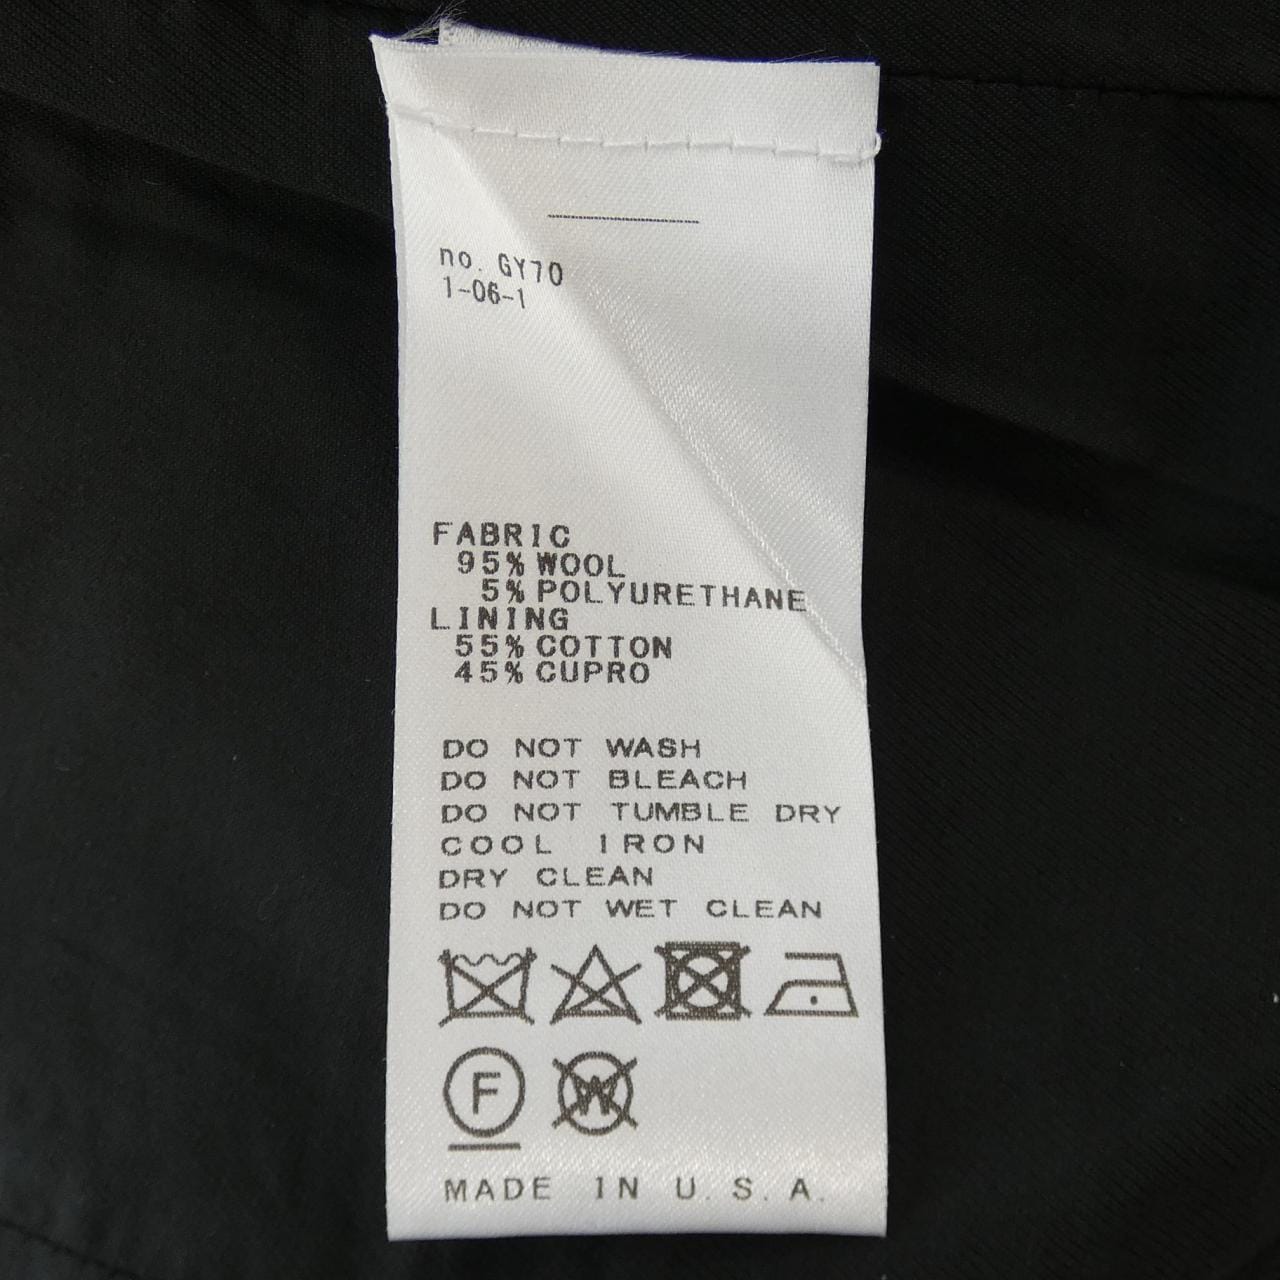 no. GY70
1-06-1
FABRIC
95% WOOL
5% POLYURETHANE
LINING
55% COTTON
45% CUPRO
DO NOT WASH
DO NOT BLEACH
DO NOT TUMBLE DRY
COOL IRON
DRY CLEAN
DO NOT WET CLEAN
F W
MADE IN U.S.A.